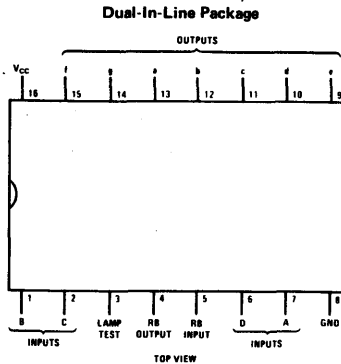 Dual-In-Line Package
OUTPUTS
VCC f g a b c d e
16 15 14 13 12 11 10 9
1 2 3 4 5 6 7 8
B C LAMP TEST RB OUTPUT RB INPUT D A GND
INPUTS INPUTS
TOP VIEW